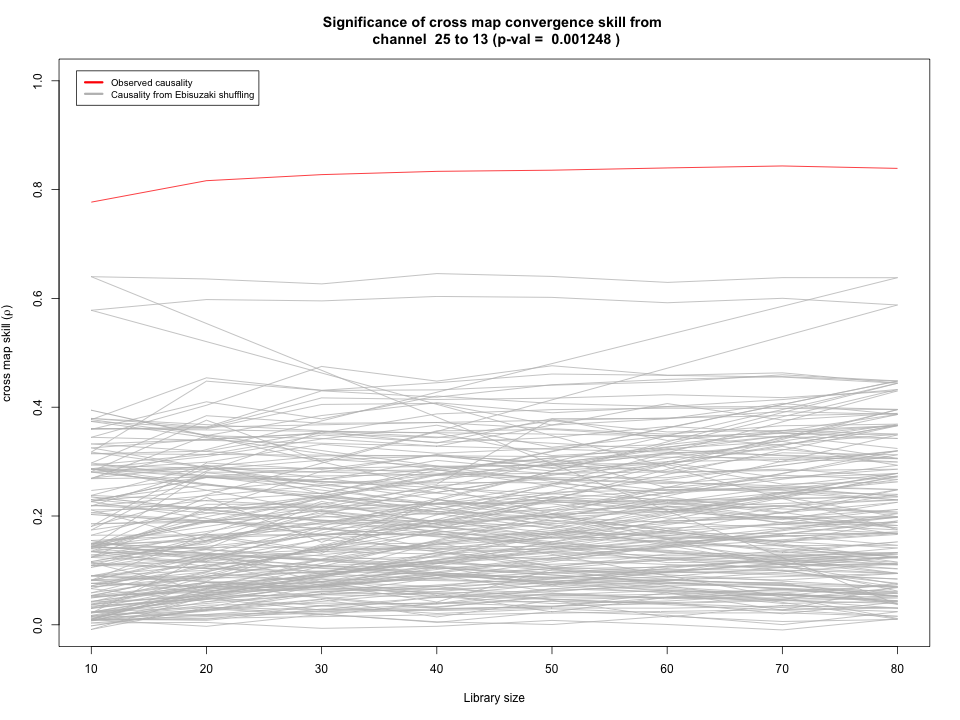 Significance of cross map convergence skill from
channel  25 to 13 (p-val =  0.001248 )
Observed causality
Causality from Ebisuzaki shuffling
cross map skill (ρ)
1.0
0.8
0.6
0.4
0.2
0.0
10 20 30 40 50 60 70 80
Library size